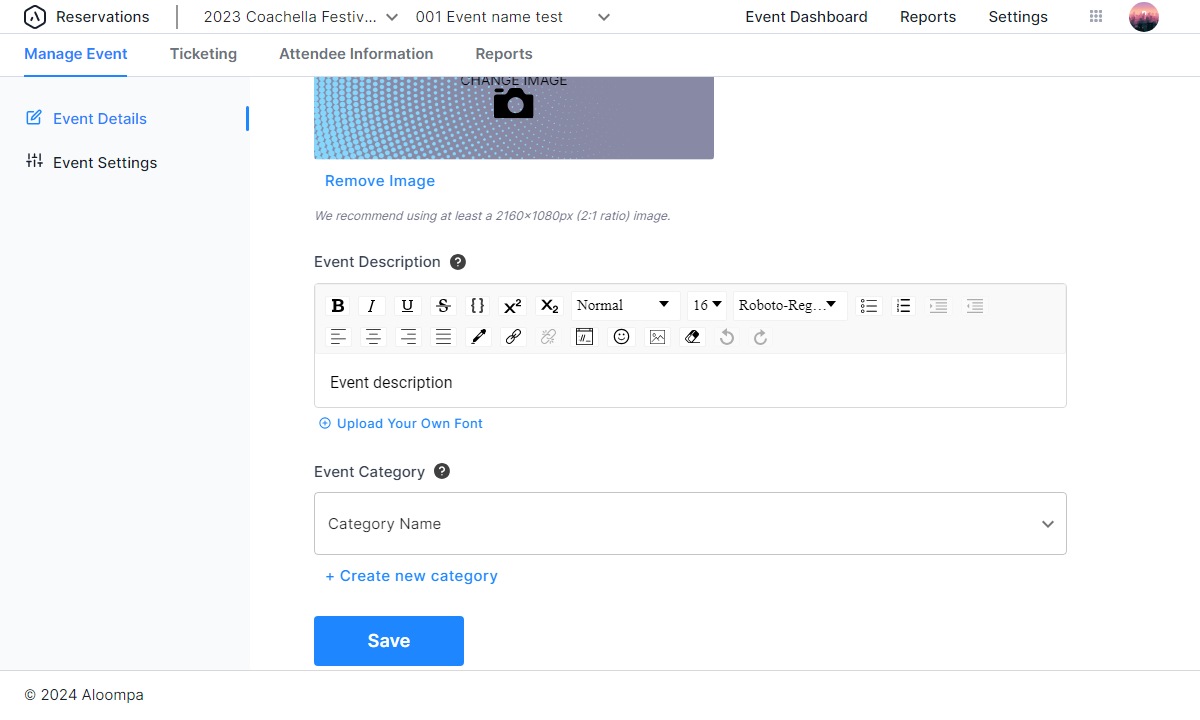 Reservations
2023 Coachella Festiv...
001 Event name test
Event Dashboard
Reports
Settings
Manage Event
Ticketing
Attendee Information
Reports
Event Details
Event Settings
CHANGE IMAGE
Remove Image
We recommend using at least a 2160×1080px (2:1 ratio) image.
Event Description ?
B I U S {} X² X₂ Normal 16 Roboto-Reg...
Event description
Upload Your Own Font
Event Category ?
Category Name
+ Create new category
Save
© 2024 Aloompa